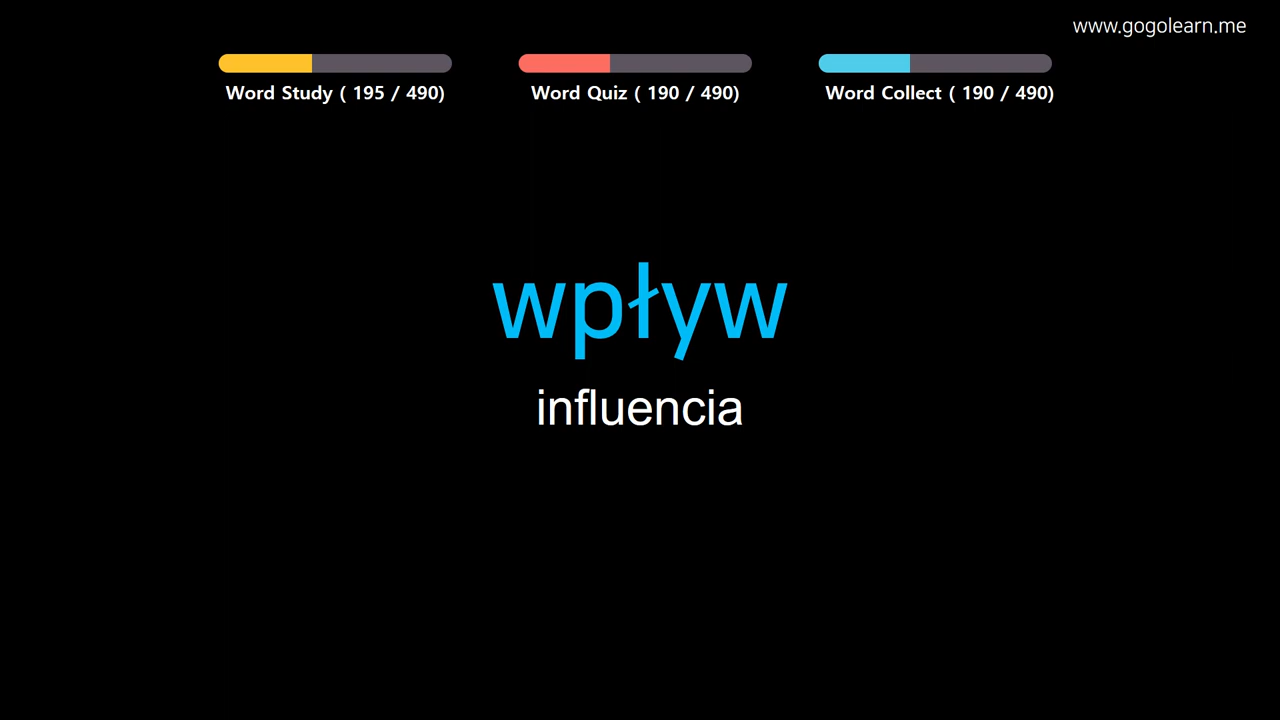 www.gogolearn.me
Word Study ( 195 / 490)
Word Quiz ( 190 / 490)
Word Collect ( 190 / 490)
wpływ
influencia